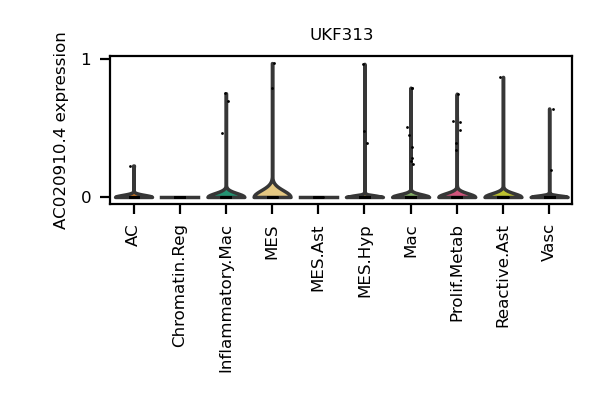 UKF313
AC020910.4 expression
1
0
AC
Chromatin.Reg
Inflammatory.Mac
MES
MES.Ast
MES.Hyp
Mac
Prolif.Metab
Reactive.Ast
Vasc